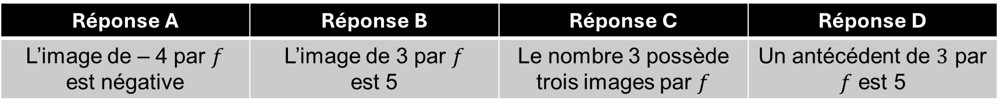 Réponse A Réponse B Réponse C Réponse D
L’image de – 4 par 𝑓 L’image de 3 par 𝑓 Le nombre 3 possède Un antécédent de 3 par
est négative est 5 trois images par 𝑓 𝑓 est 5